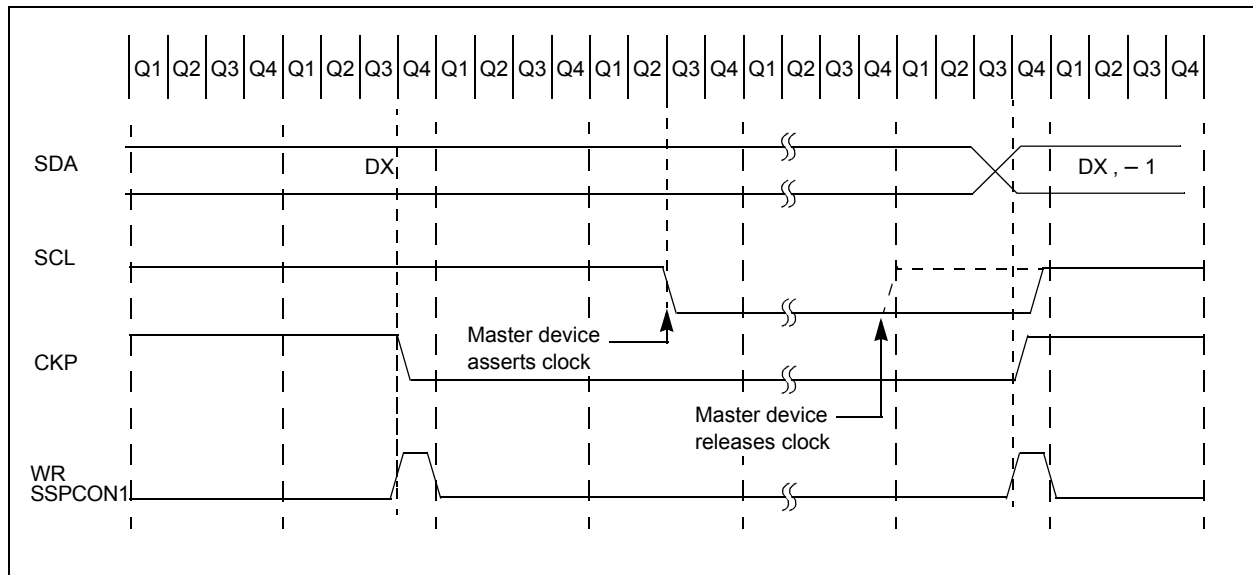 Q1 Q2 Q3 Q4 Q1 Q2 Q3 Q4 Q1 Q2 Q3 Q4 Q1 Q2 Q3 Q4 Q1 Q2 Q3 Q4 Q1 Q2 Q3 Q4 Q1 Q2 Q3 Q4
SDA DX DX , – 1
SCL
Master device
asserts clock
CKP
Master device
releases clock
WR
SSPCON1